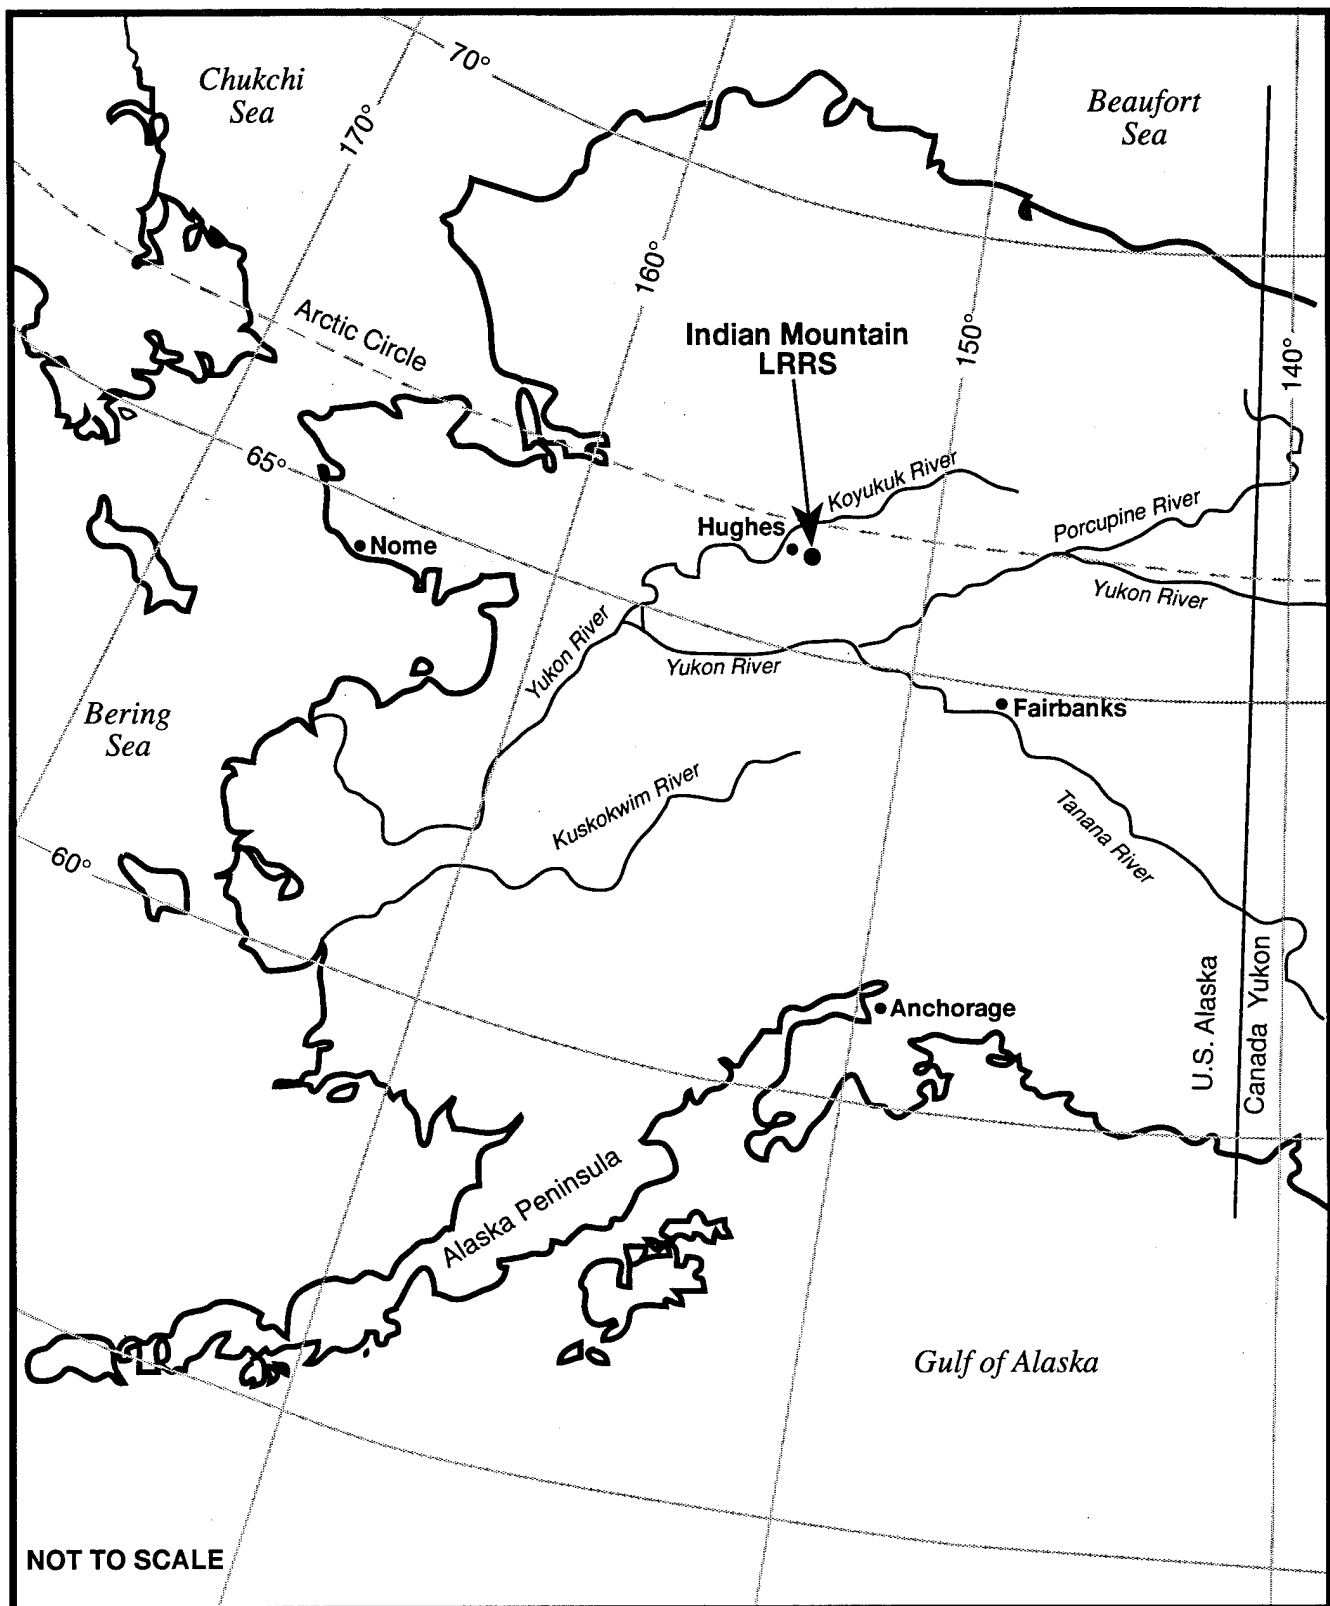 70°
Chukchi
Sea
Beaufort
Sea
170°
160°
Arctic Circle
Indian Mountain
LRRS
150°
140°
65°
Koyukuk River
Porcupine River
Hughes
Nome
Yukon River
Yukon River
Yukon River
Bering
Sea
Fairbanks
Kuskokwim River
Tanana River
60°
U.S. Alaska
Canada Yukon
Anchorage
Alaska Peninsula
Gulf of Alaska
NOT TO SCALE